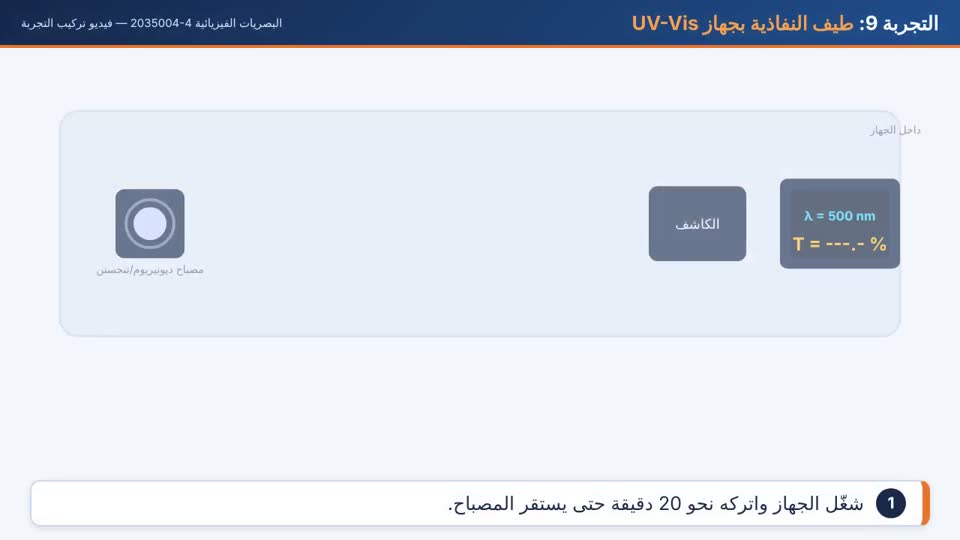 التجربة 9: طيف النفاذية بجهاز UV-Vis
البصريات الفيزيائية 4-2035004 — فيديو تركيب التجربة
داخل الجهاز
λ = 500 nm
T = ---.- %
الكاشف
مصباح ديوتيريوم/تنجستن
1 شغّل الجهاز واتركه نحو 20 دقيقة حتى يستقر المصباح.